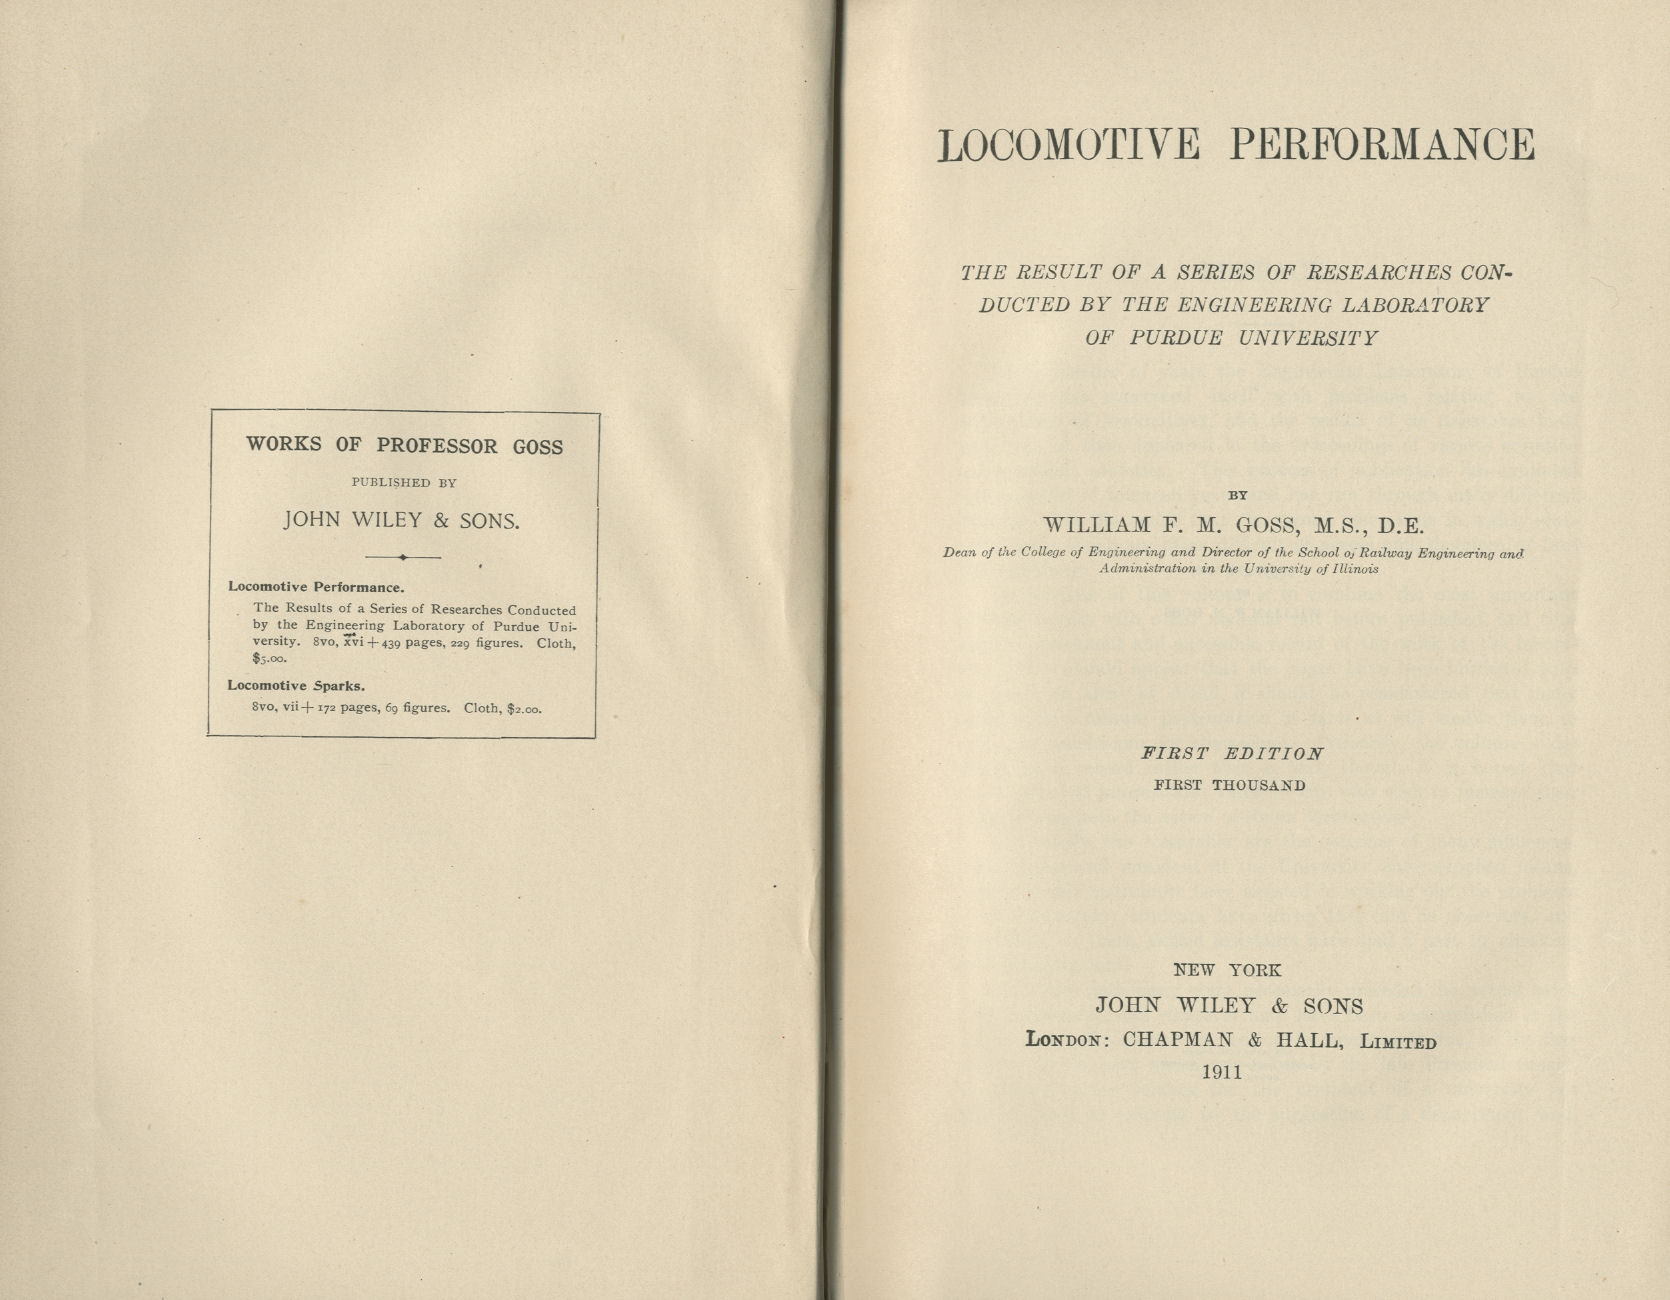 WORKS OF PROFESSOR GOSS
PUBLISHED BY
JOHN WILEY & SONS.
Locomotive Performance.
The Results of a Series of Researches Conducted
by the Engineering Laboratory of Purdue Uni-
versity. 8vo, xvi+439 pages, 229 figures. Cloth,
$5.00.
Locomotive Sparks.
8vo, vii+172 pages, 69 figures. Cloth, $2.00.
LOCOMOTIVE PERFORMANCE
THE RESULT OF A SERIES OF RESEARCHES CON-
DUCTED BY THE ENGINEERING LABORATORY
OF PURDUE UNIVERSITY
BY
WILLIAM F. M. GOSS, M.S., D.E.
Dean of the College of Engineering and Director of the School of Railway Engineering and
Administration in the University of Illinois
FIRST EDITION
FIRST THOUSAND
NEW YORK
JOHN WILEY & SONS
LONDON: CHAPMAN & HALL, LIMITED
1911